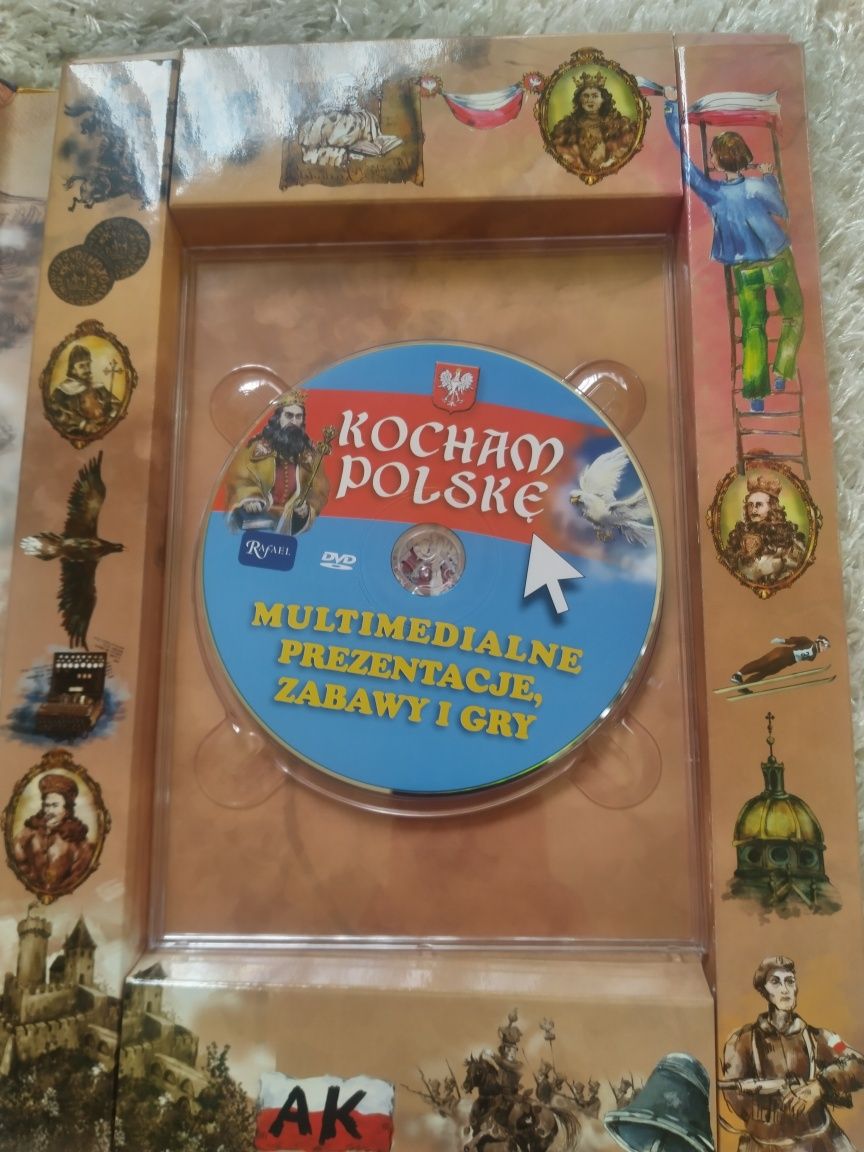 KOCHAM
POLSKĘ
RAFAEL
DVD
MULTIMEDIALNE
PREZENTACJE,
ZABAWY I GRY
AK